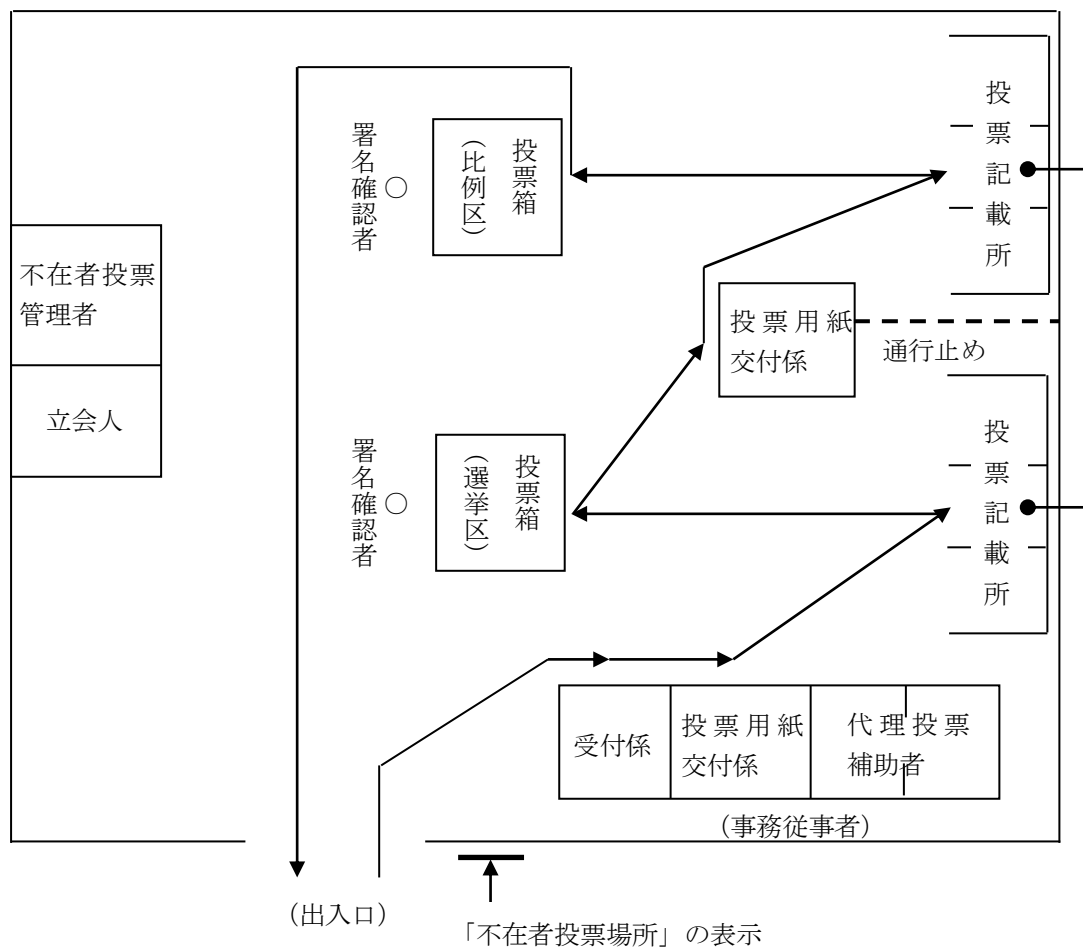 投票記載所
署名確認者
○
投票箱
(比例区)
不在者投票
管理者
投票用紙
交付係
通行止め
立会人
投票記載所
署名確認者
○
投票箱
(選挙区)
受付係
投票用紙
交付係
代理投票
補助者
(事務従事者)
(出入口)
「不在者投票場所」の表示